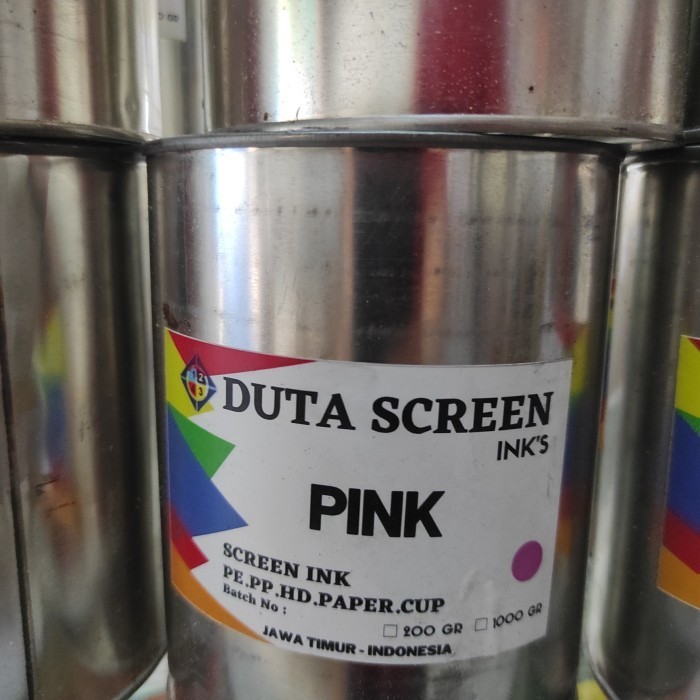 DUTA SCREEN
INK'S
PINK
SCREEN INK
PE.PP.HD.PAPER.CUP
Batch No :
200 GR 1000 GR
JAWA TIMUR - INDONESIA